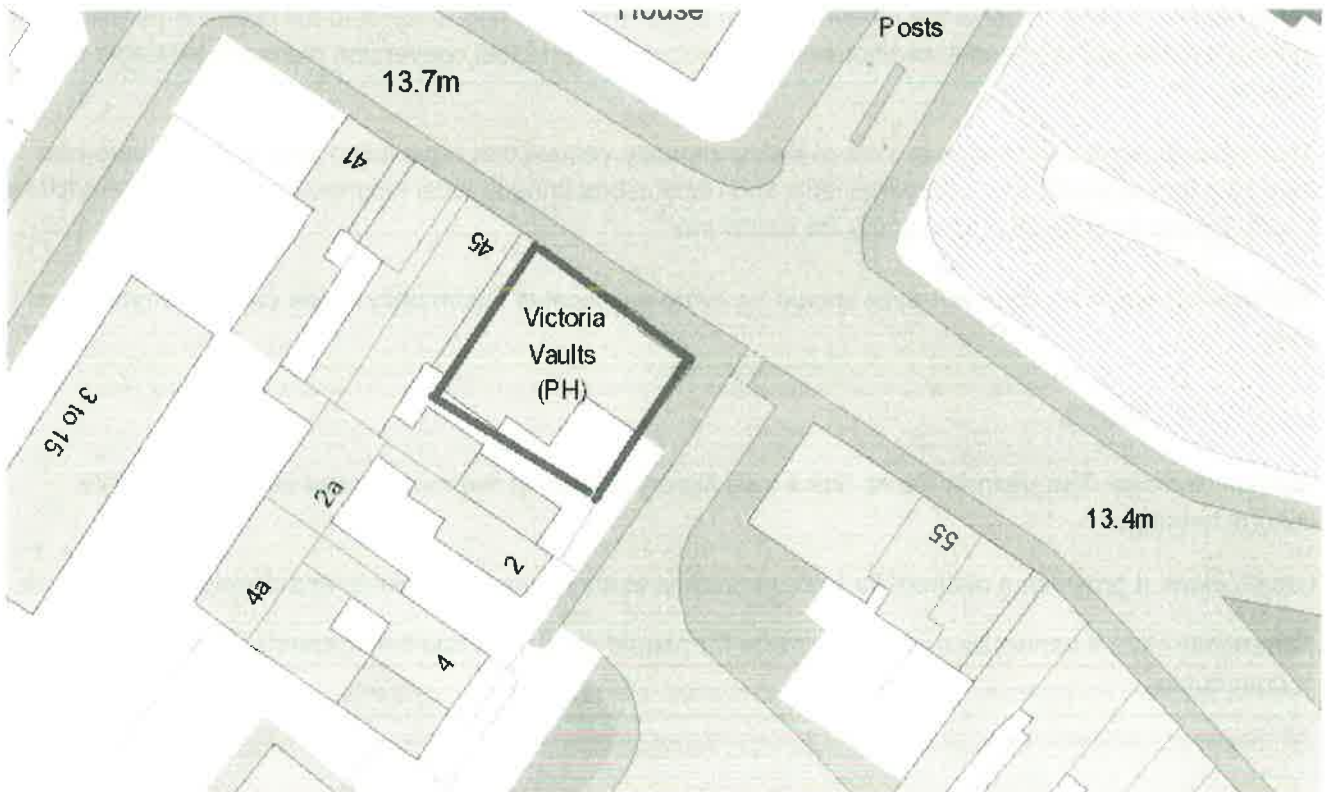 House
Posts
13.7m
41
45
Victoria
Vaults
(PH)
3 to 15
2a
2
55
13.4m
4a
4